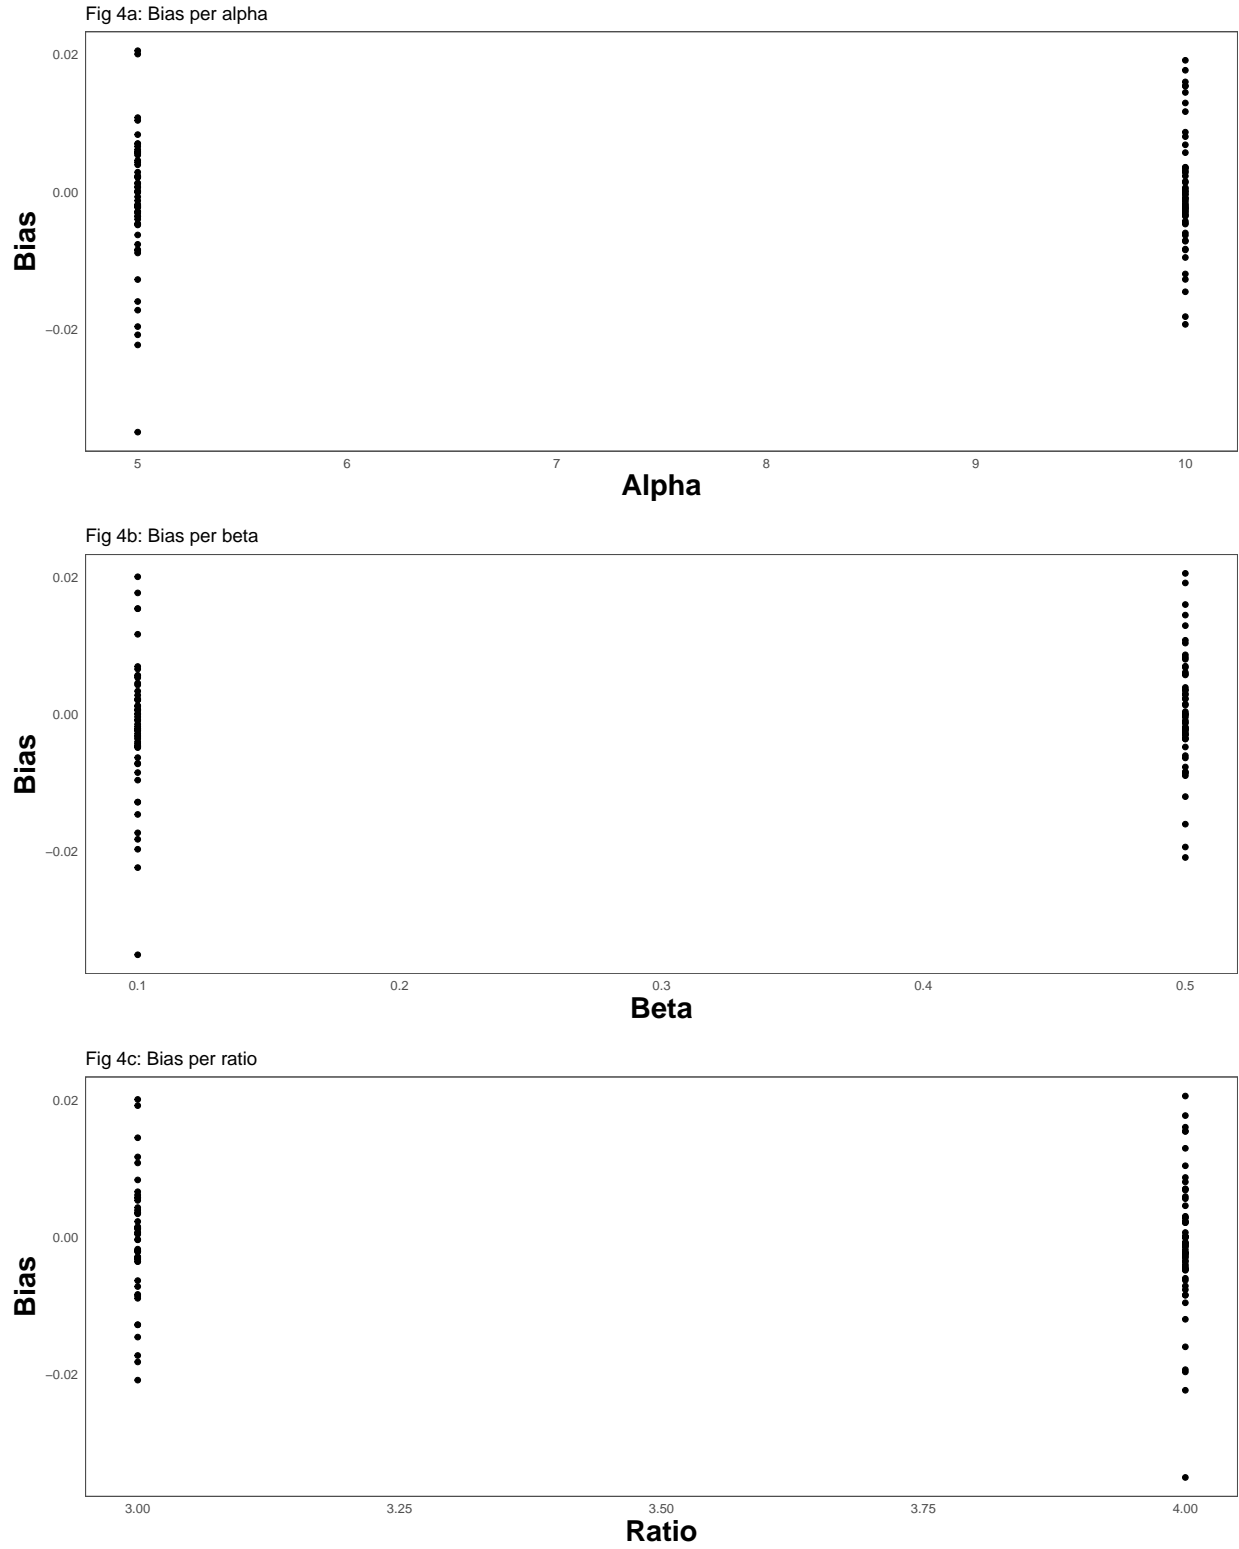 Fig 4a: Bias per alpha
0.02
0.00
−0.02
Bias
5 6 7 8 9 10
Alpha
Fig 4b: Bias per beta
0.02
0.00
−0.02
Bias
0.1 0.2 0.3 0.4 0.5
Beta
Fig 4c: Bias per ratio
0.02
0.00
−0.02
Bias
3.00 3.25 3.50 3.75 4.00
Ratio